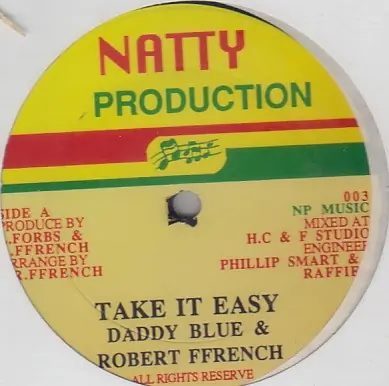 NATTY
PRODUCTION
SIDE A
PRODUCE BY
.FORBS &
FFRENCH
ARRANGE BY
R.FFRENCH
003
NP MUSIC
MIXED AT
H.C & F STUDIO
ENGINEER
PHILLIP SMART &
RAFFIE
TAKE IT EASY
DADDY BLUE &
ROBERT FFRENCH
ALL RIGHTS RESERVE